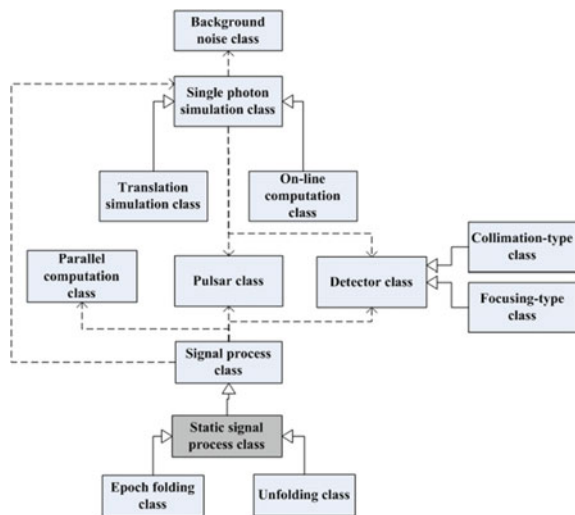 Background
noise class
Single photon
simulation class
Translation
simulation class
On-line
computation
class
Collimation-type
class
Parallel
computation
class
Pulsar class
Detector class
Focusing-type
class
Signal process
class
Static signal
process class
Epoch folding
class
Unfolding class